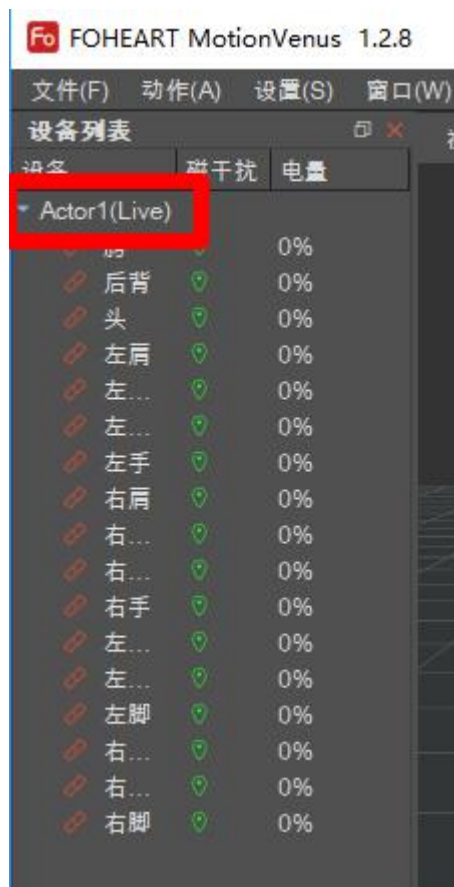 Fo FOHEART MotionVenus 1.2.8
文件(F) 动作(A) 设置(S) 窗口(W)
设备列表
设备 磁干扰 电量
Actor1(Live)
0%
后背 0%
头 0%
左肩 0%
左... 0%
左... 0%
左手 0%
右肩 0%
右... 0%
右... 0%
右手 0%
左... 0%
左... 0%
左脚 0%
右... 0%
右... 0%
右脚 0%